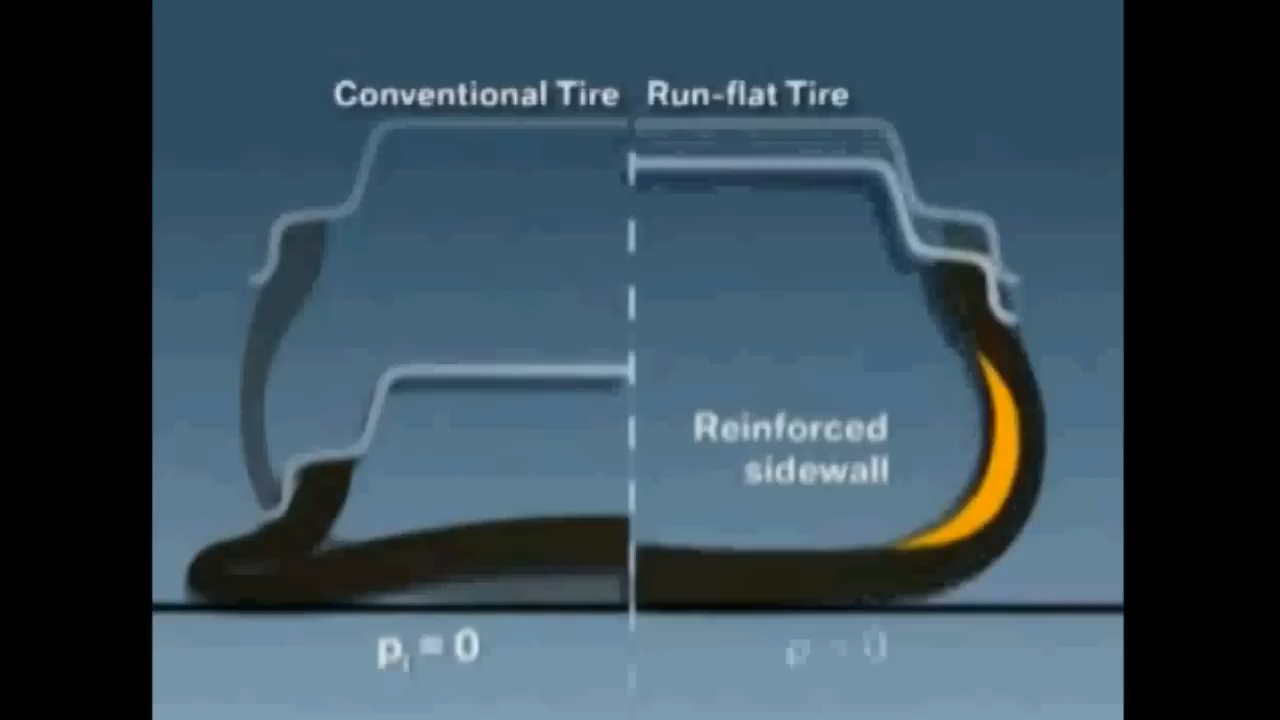 Conventional Tire
Run-flat Tire
Reinforced
sidewall
pᵢ = 0